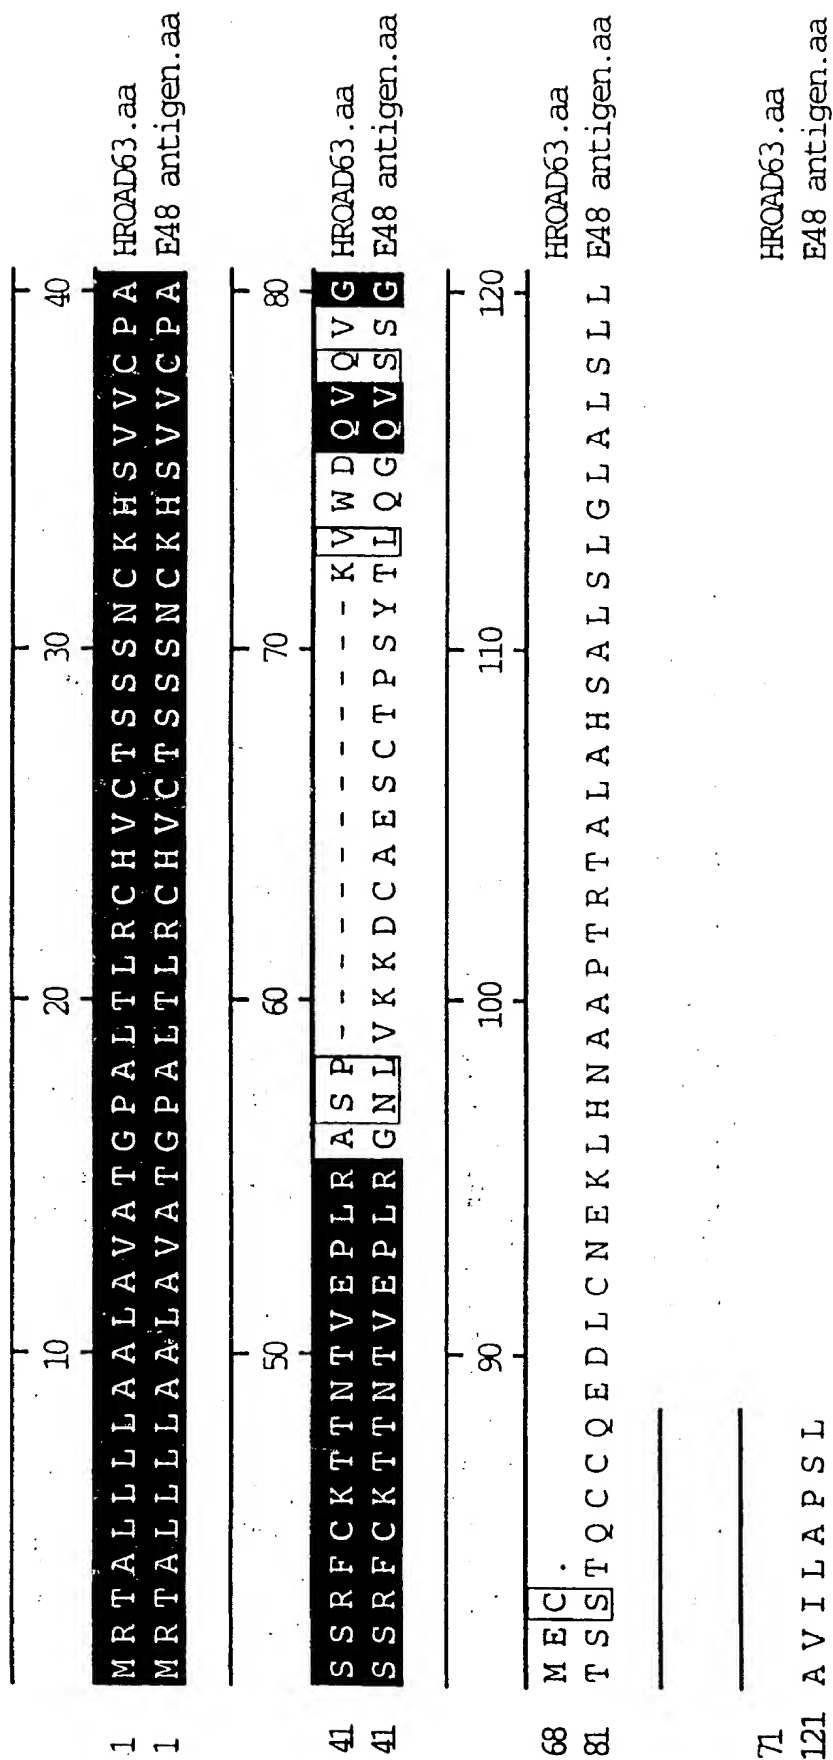 10 20 30 40
1 M R T A L L L L A A L A V A T G P A L T L R C H V C T S S S N C K H S V V C P A HROAD63.aa
1 M R T A L L L L A A L A V A T G P A L T L R C H V C T S S S N C K H S V V C P A E48 antigen.aa
50 60 70 80
41 S S R F C K T T N T V E P L R A S P - - - - - - - - - - - - - K V W D Q V Q V G HROAD63.aa
41 S S R F C K T T N T V E P L R G N L V K K D C A E S C T P S Y T L Q G Q V S S G E48 antigen.aa
90 100 110 120
68 M E C . HROAD63.aa
81 T S S T Q C C Q E D L C N E K L H N A A P T R T A L A H S A L S L G L A L S L L E48 antigen.aa
71 HROAD63.aa
121 A V I L A P S L E48 antigen.aa